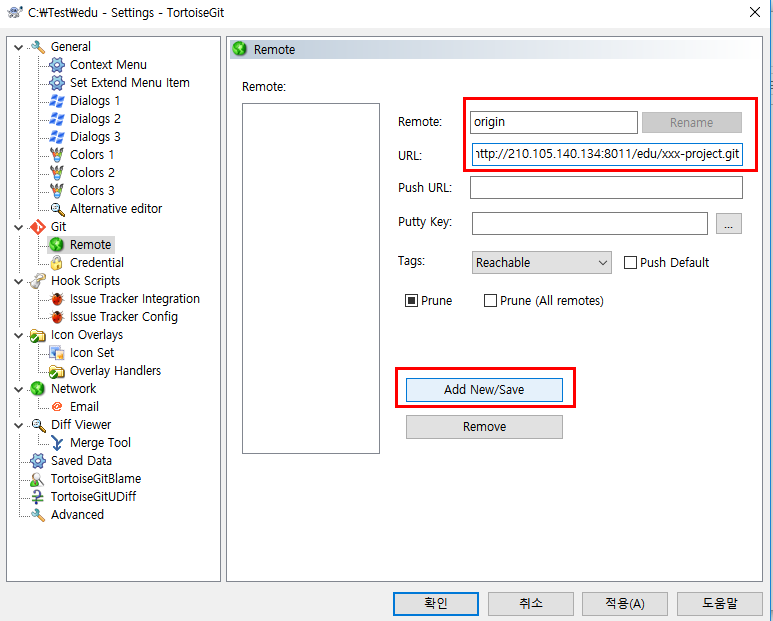 C:₩Test₩edu - Settings - TortoiseGit
General
Context Menu
Set Extend Menu Item
Dialogs 1
Dialogs 2
Dialogs 3
Colors 1
Colors 2
Colors 3
Alternative editor
Git
Remote
Credential
Hook Scripts
Issue Tracker Integration
Issue Tracker Config
Icon Overlays
Icon Set
Overlay Handlers
Network
Email
Diff Viewer
Merge Tool
Saved Data
TortoiseGitBlame
TortoiseGitUDiff
Advanced
Remote
Remote:
Remote: origin Rename
URL: http://210.105.140.134:8011/edu/xxx-project.git
Push URL:
Putty Key: ...
Tags: Reachable Push Default
Prune Prune (All remotes)
Add New/Save
Remove
확인 취소 적용(A) 도움말